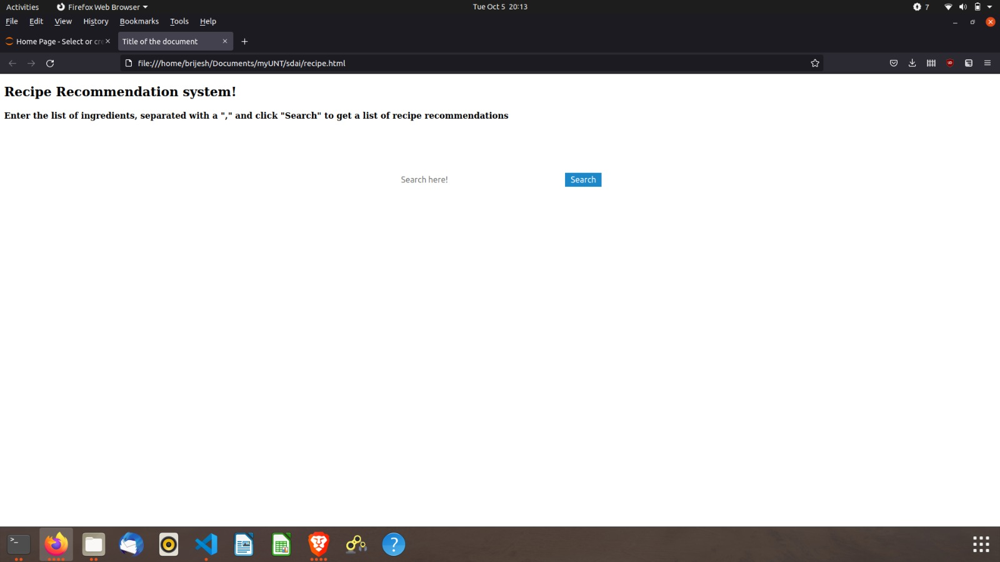 Activities Firefox Web Browser Tue Oct 5 20:13 7
File Edit View History Bookmarks Tools Help
Home Page - Select or cre Title of the document
file:///home/brijesh/Documents/myUNT/sdai/recipe.html
Recipe Recommendation system!
Enter the list of ingredients, separated with a "," and click "Search" to get a list of recipe recommendations
Search here! Search